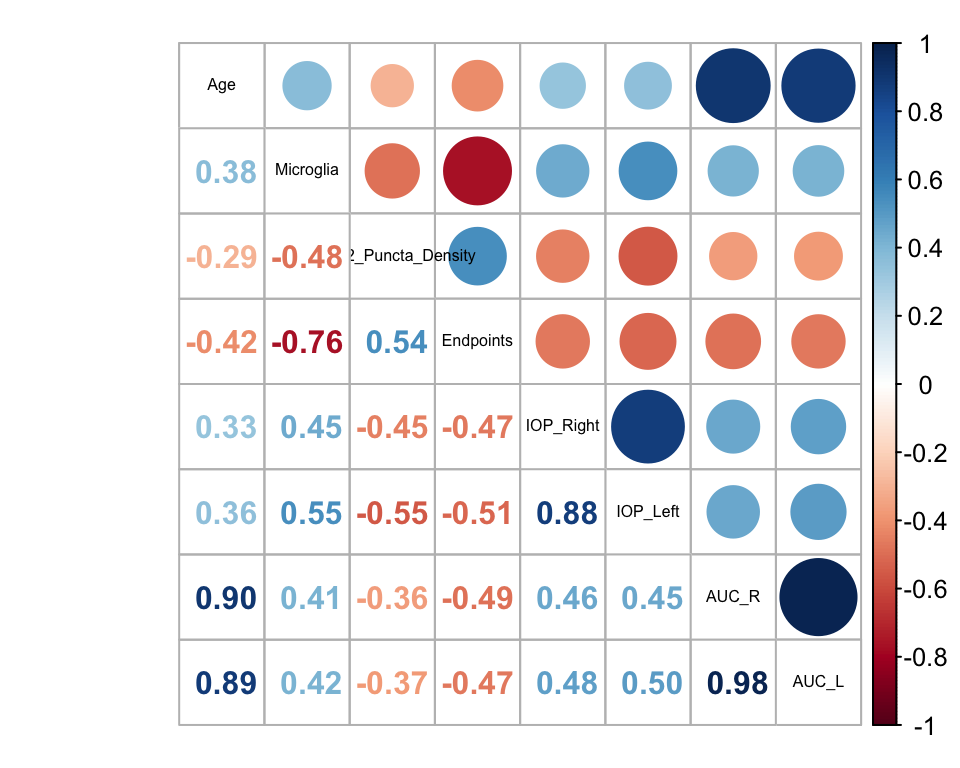 Age
0.38 Microglia
-0.29 -0.48 2_Puncta_Density
-0.42 -0.76 0.54 Endpoints
0.33 0.45 -0.45 -0.47 IOP_Right
0.36 0.55 -0.55 -0.51 0.88 IOP_Left
0.90 0.41 -0.36 -0.49 0.46 0.45 AUC_R
0.89 0.42 -0.37 -0.47 0.48 0.50 0.98 AUC_L
1
0.8
0.6
0.4
0.2
0
-0.2
-0.4
-0.6
-0.8
-1